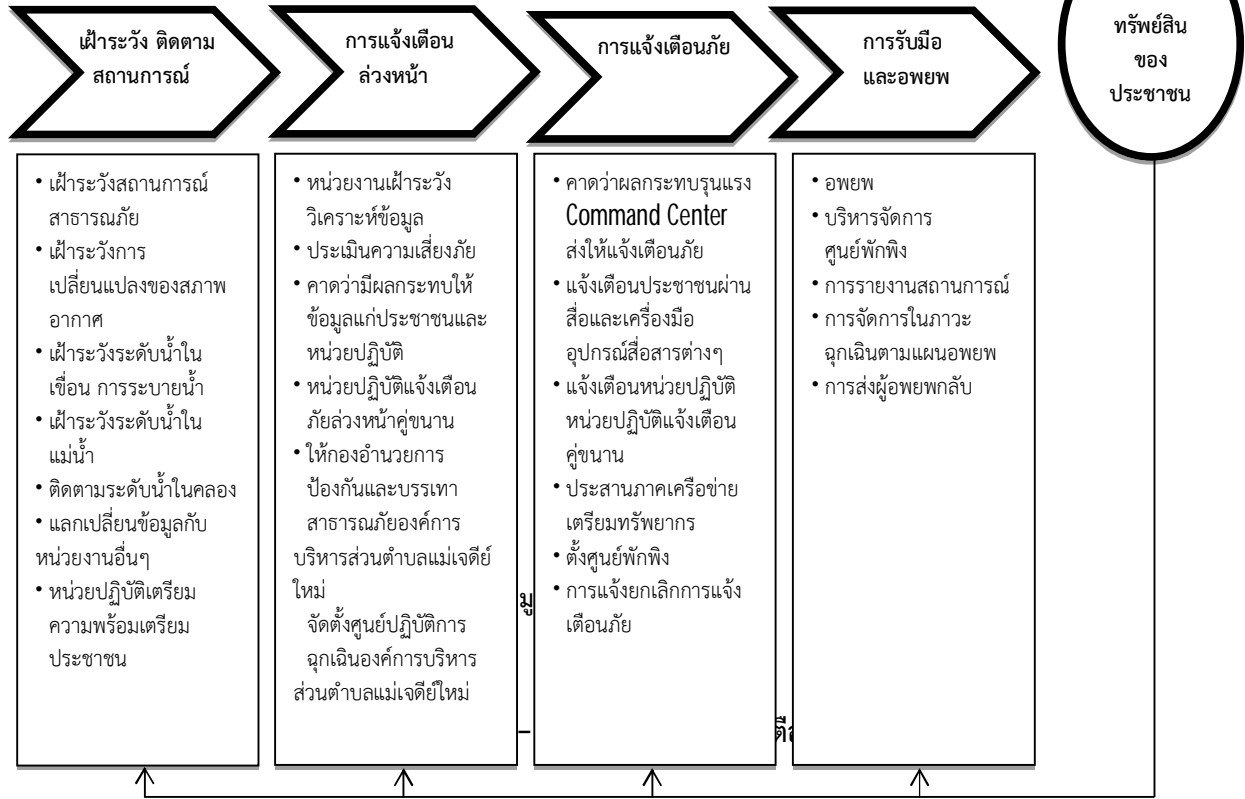 เฝ้าระวัง ติดตาม
สถานการณ์
การแจ้งเตือน
ล่วงหน้า
การแจ้งเตือนภัย
การรับมือ
และอพยพ
ทรัพย์สิน
ของ
ประชาชน
• เฝ้าระวังสถานการณ์
สาธารณภัย
• เฝ้าระวังการ
เปลี่ยนแปลงของสภาพ
อากาศ
• เฝ้าระวังระดับน้ำใน
เขื่อน การระบายน้ำ
• เฝ้าระวังระดับน้ำใน
แม่น้ำ
• ติดตามระดับน้ำในคลอง
• แลกเปลี่ยนข้อมูลกับ
หน่วยงานอื่นๆ
• หน่วยปฏิบัติเตรียม
ความพร้อมเตรียม
ประชาชน
• หน่วยงานเฝ้าระวัง
วิเคราะห์ข้อมูล
• ประเมินความเสี่ยงภัย
• คาดว่ามีผลกระทบให้
ข้อมูลแก่ประชาชนและ
หน่วยปฏิบัติ
• หน่วยปฏิบัติแจ้งเตือน
ภัยล่วงหน้าคู่ขนาน
• ให้กองอำนวยการ
ป้องกันและบรรเทา
สาธารณภัยองค์การ
บริหารส่วนตำบลแม่เจดีย์
ใหม่
จัดตั้งศูนย์ปฏิบัติการ
ฉุกเฉินองค์การบริหาร
ส่วนตำบลแม่เจดีย์ใหม่
• คาดว่าผลกระทบรุนแรง
Command Center
ส่งให้แจ้งเตือนภัย
• แจ้งเตือนประชาชนผ่าน
สื่อและเครื่องมือ
อุปกรณ์สื่อสารต่างๆ
• แจ้งเตือนหน่วยปฏิบัติ
หน่วยปฏิบัติแจ้งเตือน
คู่ขนาน
• ประสานภาคเครือข่าย
เตรียมทรัพยากร
• ตั้งศูนย์พักพิง
• การแจ้งยกเลิกการแจ้ง
เตือนภัย
• อพยพ
• บริหารจัดการ
ศูนย์พักพิง
• การรายงานสถานการณ์
• การจัดการในภาวะ
ฉุกเฉินตามแผนอพยพ
• การส่งผู้อพยพกลับ